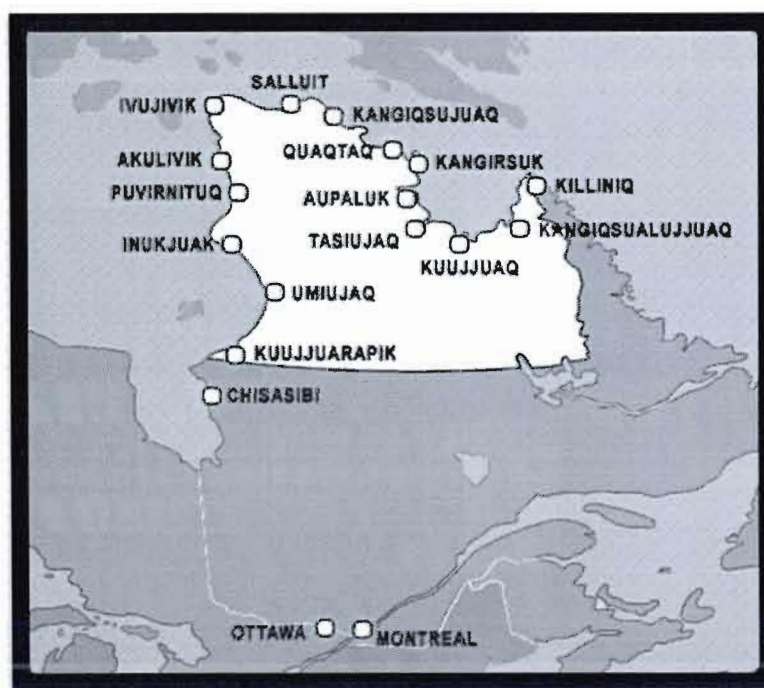 SALLUIT
IVUJIVIK
KANGIQSUJUAQ
QUAQTAQ
AKULIVIK
KANGIRSUK
KILLINIQ
PUVIRNITUQ
AUPALUK
TASIUJAQ
KANGIQSUALUJJUAQ
INUKJUAK
KUUJJUAQ
UMIUJAQ
KUUJJUARAPIK
CHISASIBI
OTTAWA
MONTREAL